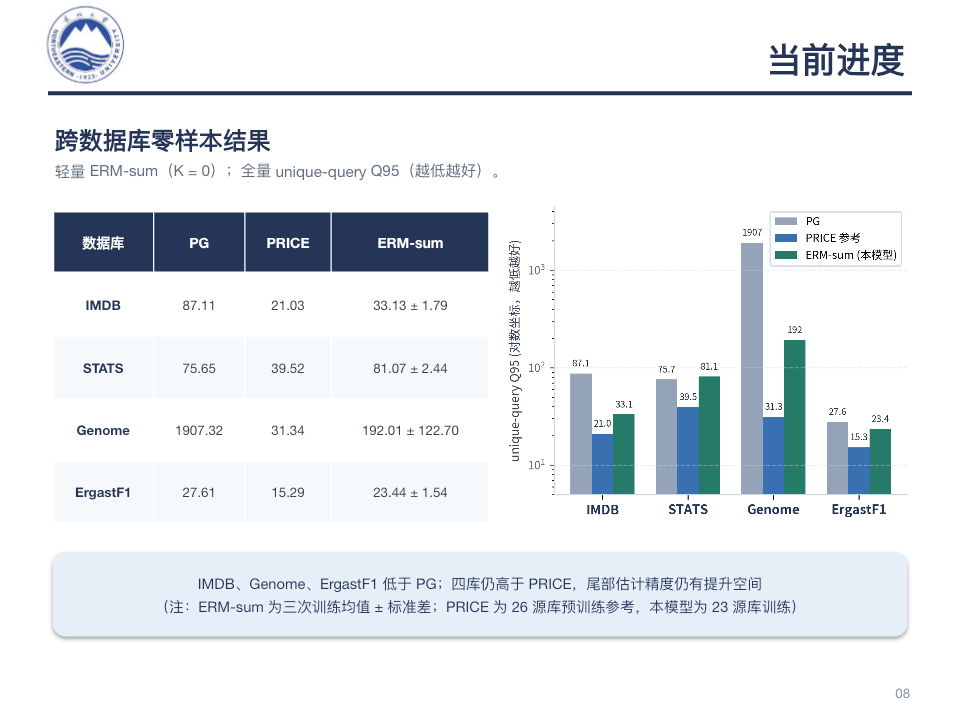 东北大学
NORTHEASTERN UNIVERSITY
1923
当前进度
跨数据库零样本结果
轻量 ERM-sum（K = 0）；全量 unique-query Q95（越低越好）。
数据库 PG PRICE ERM-sum
IMDB 87.11 21.03 33.13 ± 1.79
STATS 75.65 39.52 81.07 ± 2.44
Genome 1907.32 31.34 192.01 ± 122.70
ErgastF1 27.61 15.29 23.44 ± 1.54
unique-query Q95 (对数坐标，越低越好)
10³
10²
10¹
PG
PRICE 参考
ERM-sum (本模型)
87.1 21.0 33.1
75.7 39.5 81.1
1907 31.3 192
27.6 15.3 23.4
IMDB STATS Genome ErgastF1
IMDB、Genome、ErgastF1 低于 PG；四库仍高于 PRICE，尾部估计精度仍有提升空间
（注：ERM-sum 为三次训练均值 ± 标准差；PRICE 为 26 源库预训练参考，本模型为 23 源库训练）
08